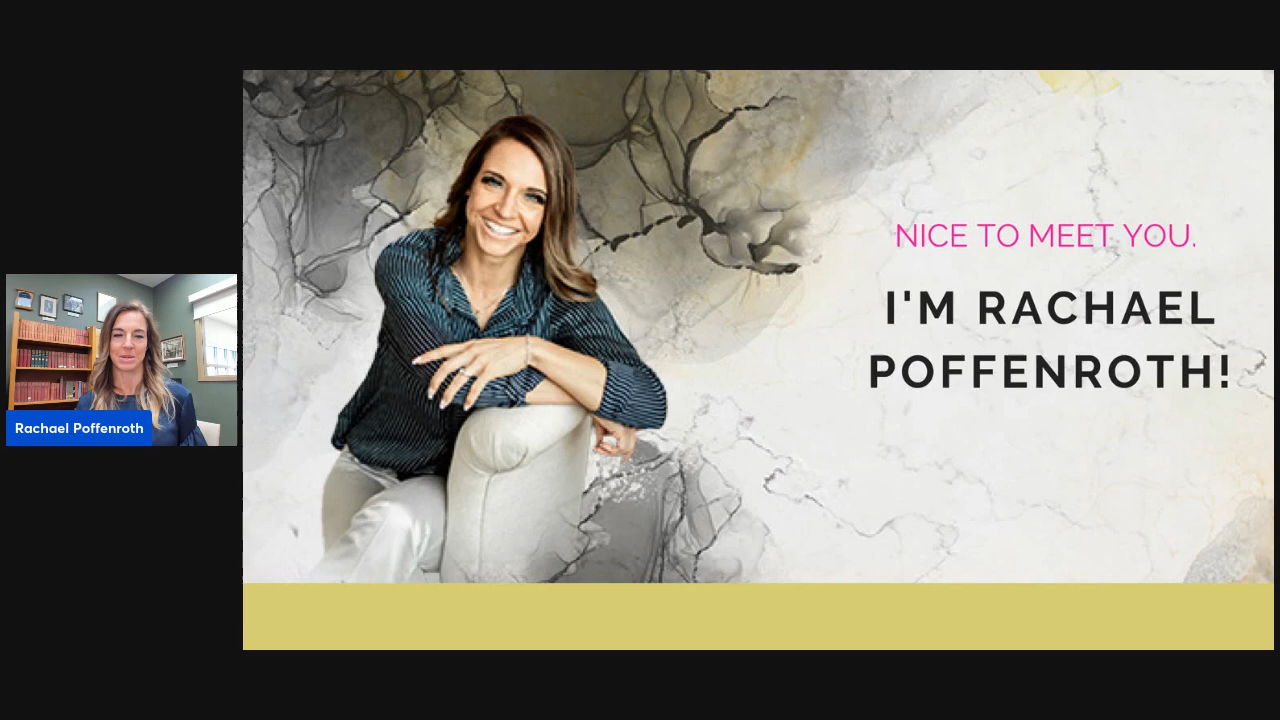 Rachael Poffenroth
NICE TO MEET YOU.
I'M RACHAEL
POFFENROTH!